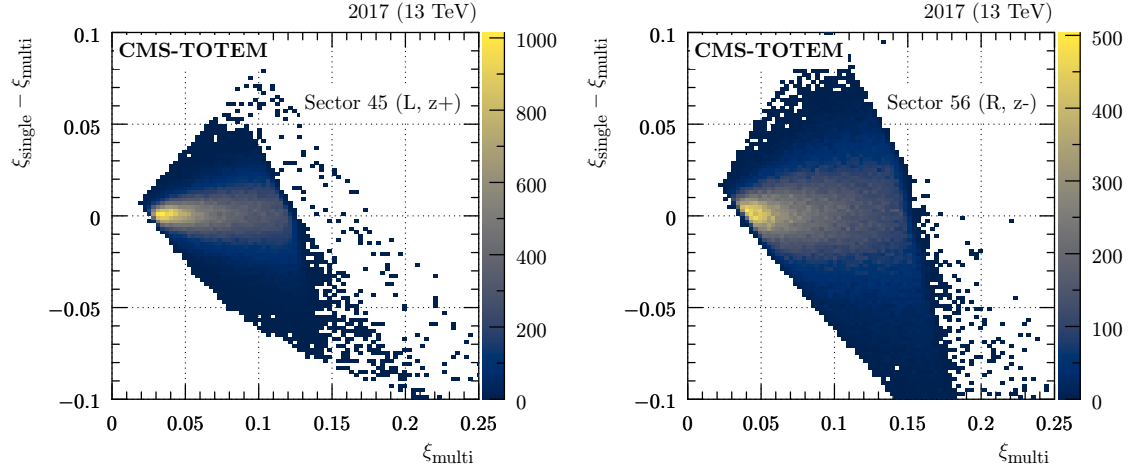 2017 (13 TeV)
CMS-TOTEM
Sector 45 (L, z+)
ξsingle − ξmulti
0.1
0.05
0
−0.05
−0.1
0 0.05 0.1 0.15 0.2 0.25
ξmulti
1000
800
600
400
200
0
2017 (13 TeV)
CMS-TOTEM
Sector 56 (R, z-)
ξsingle − ξmulti
0.1
0.05
0
−0.05
−0.1
0 0.05 0.1 0.15 0.2 0.25
ξmulti
500
400
300
200
100
0